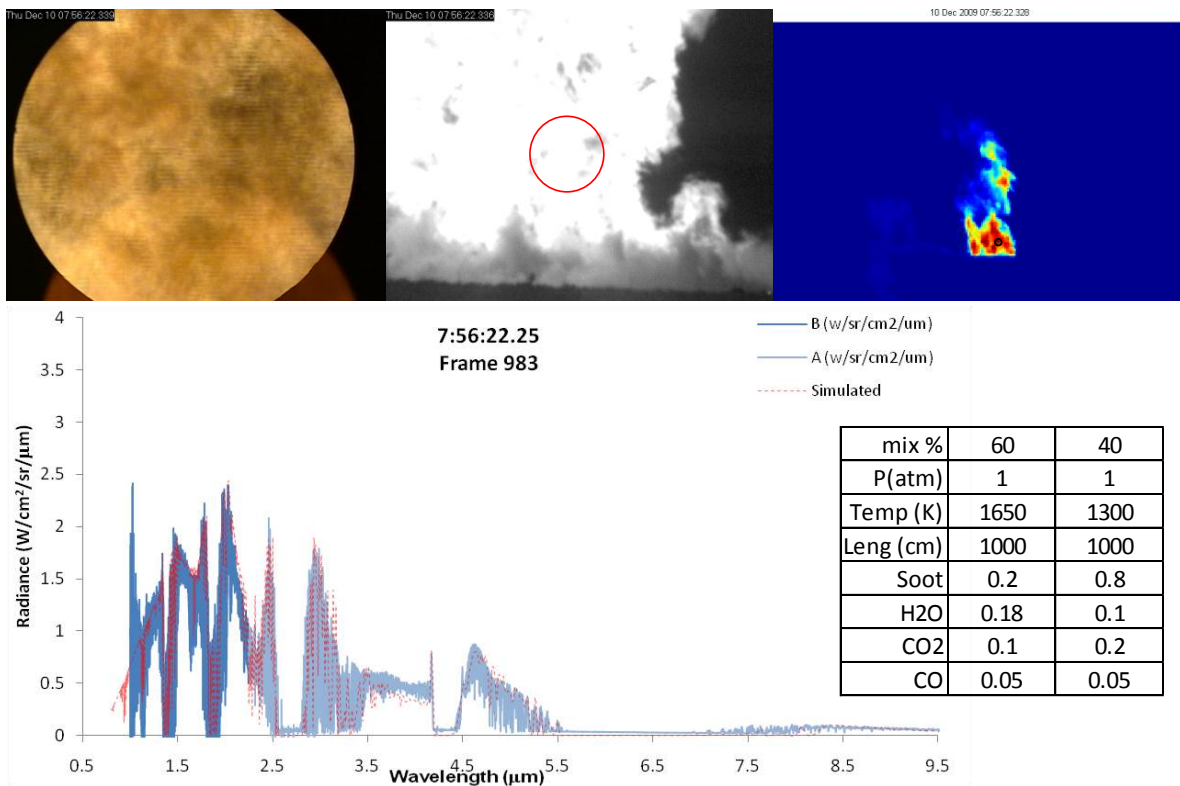 Thu Dec 10 07:56:22.339
Thu Dec 10 07:56:22.336
10 Dec 2009 07:56:22.328
7:56:22.25
Frame 983
B (w/sr/cm2/um)
A (w/sr/cm2/um)
Simulated
Radiance (W/cm²/sr/µm)
4
3.5
3
2.5
2
1.5
1
0.5
0
0.5 1.5 2.5 3.5 4.5 5.5 6.5 7.5 8.5 9.5
Wavelength (µm)
mix % 60 40
P(atm) 1 1
Temp (K) 1650 1300
Leng (cm) 1000 1000
Soot 0.2 0.8
H2O 0.18 0.1
CO2 0.1 0.2
CO 0.05 0.05